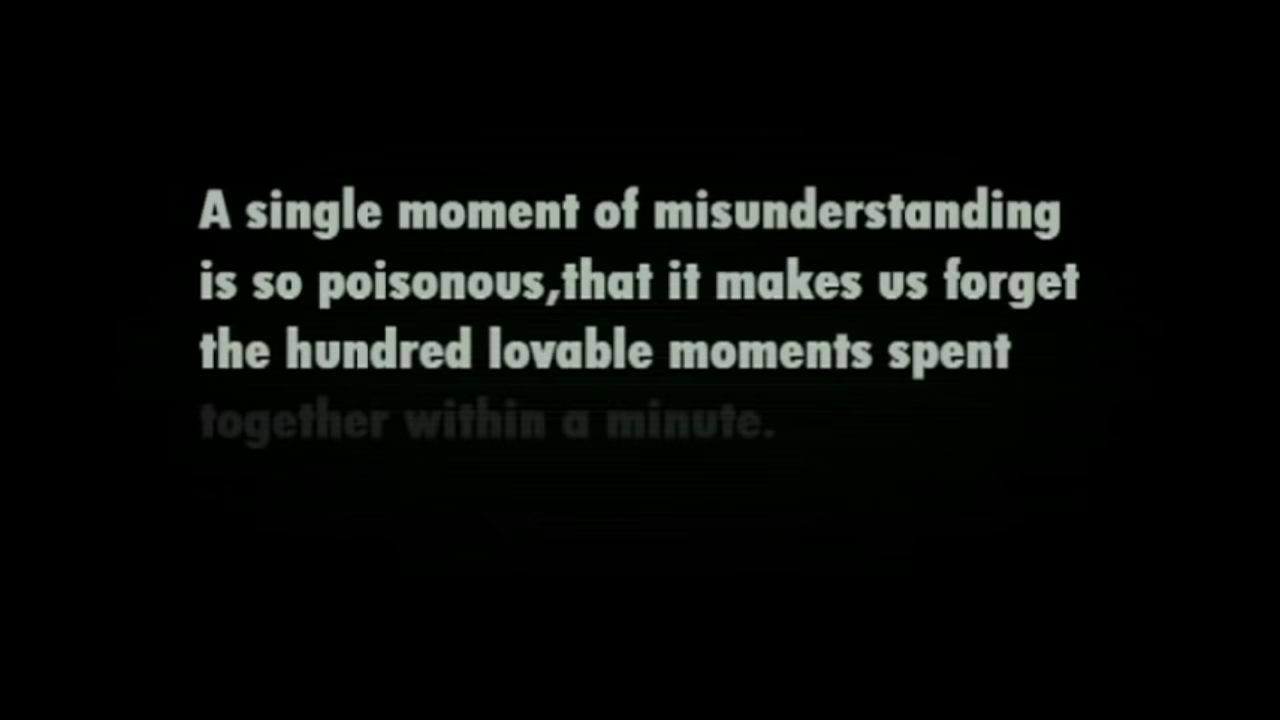 A single moment of misunderstanding
is so poisonous,that it makes us forget
the hundred lovable moments spent
together within a minute.